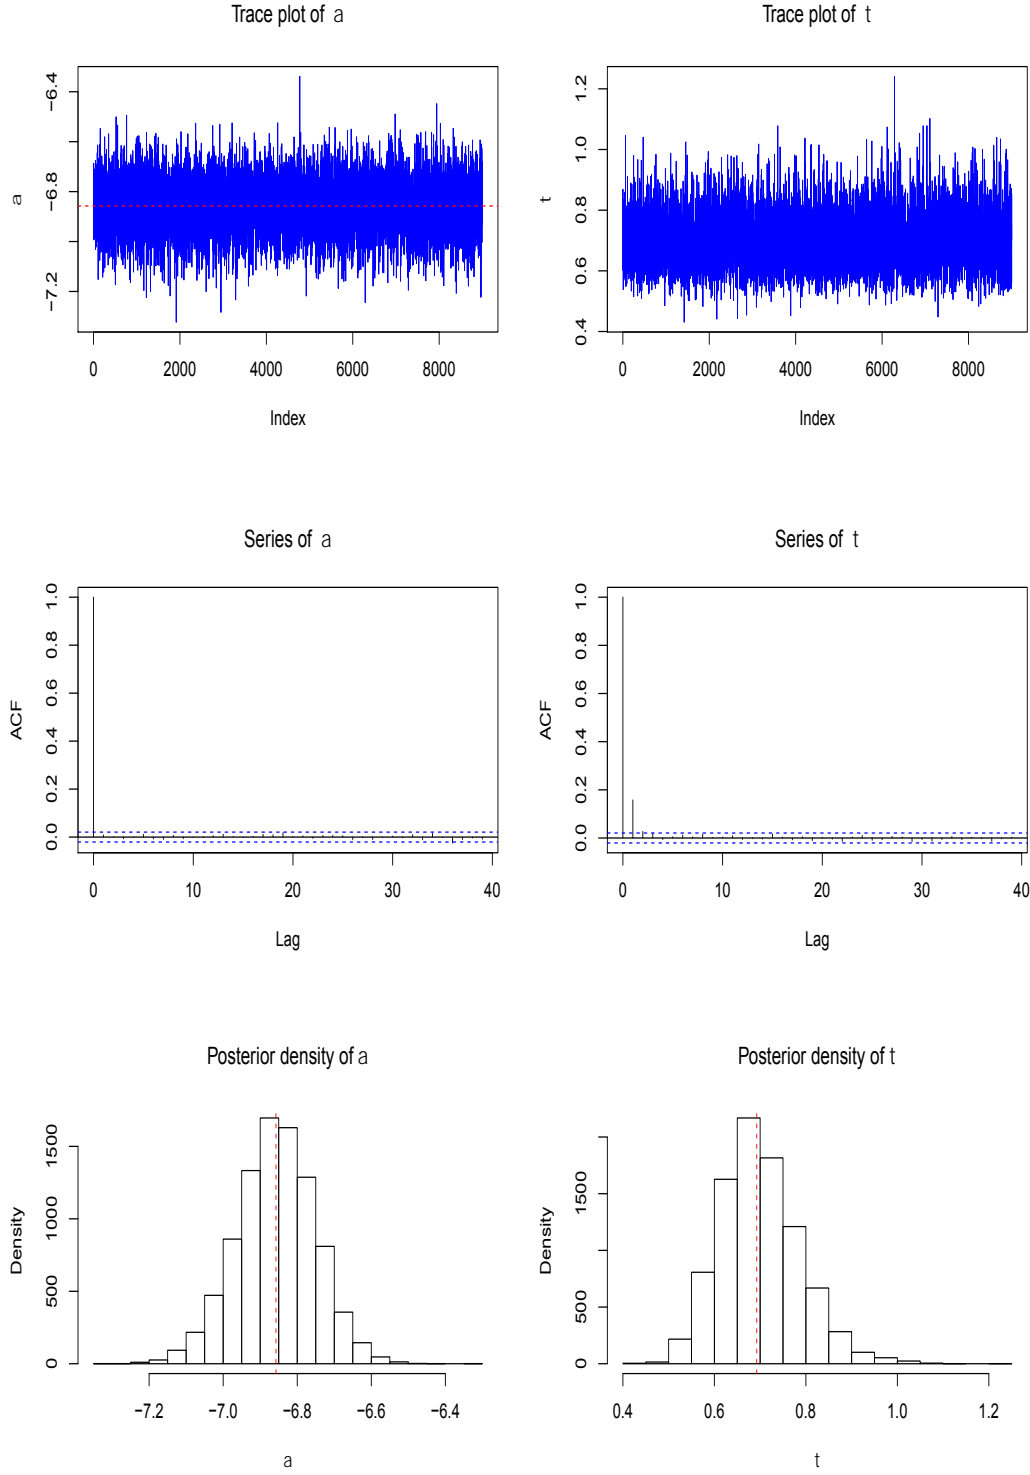 Trace plot of a
a
−7.2
−6.8
−6.4
0 2000 4000 6000 8000
Index
Trace plot of t
t
0.4 0.6 0.8 1.0 1.2
0 2000 4000 6000 8000
Index
Series of a
ACF
0.0 0.2 0.4 0.6 0.8 1.0
0 10 20 30 40
Lag
Series of t
ACF
0.0 0.2 0.4 0.6 0.8 1.0
0 10 20 30 40
Lag
Posterior density of a
Density
0 500 1000 1500
−7.2 −7.0 −6.8 −6.6 −6.4
a
Posterior density of t
Density
0 500 1500
0.4 0.6 0.8 1.0 1.2
t